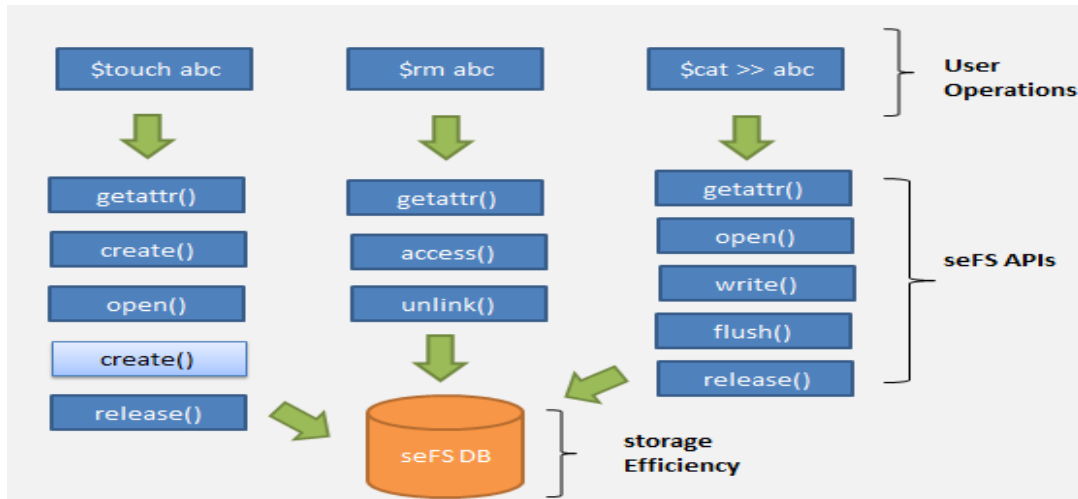 $touch abc
$rm abc
$cat >> abc
User
Operations
getattr()
create()
open()
create()
release()
getattr()
access()
unlink()
getattr()
open()
write()
flush()
release()
seFS APIs
seFS DB
storage
Efficiency